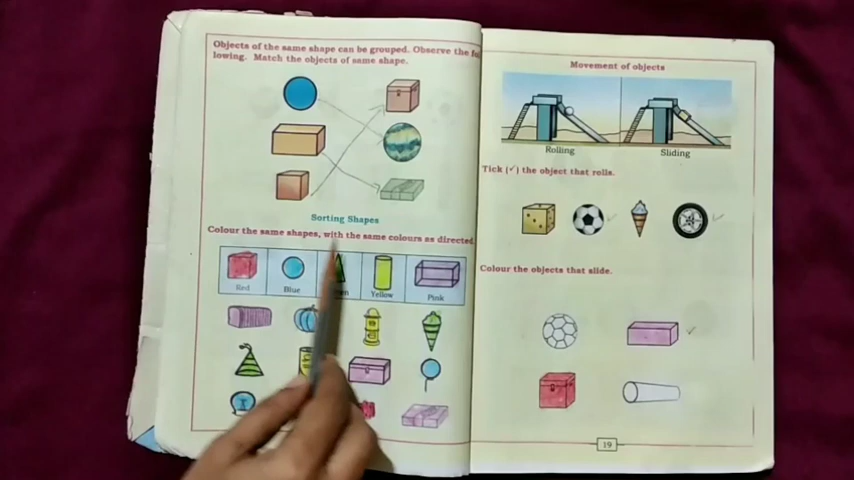 Objects of the same shape can be grouped. Observe the fo
lowing. Match the objects of same shape.
Sorting Shapes
Colour the same shapes, with the same colours as directed
Red
Blue
Yellow
Pink
Movement of objects
Rolling
Sliding
Tick (✓) the object that rolls.
Colour the objects that slide.
19